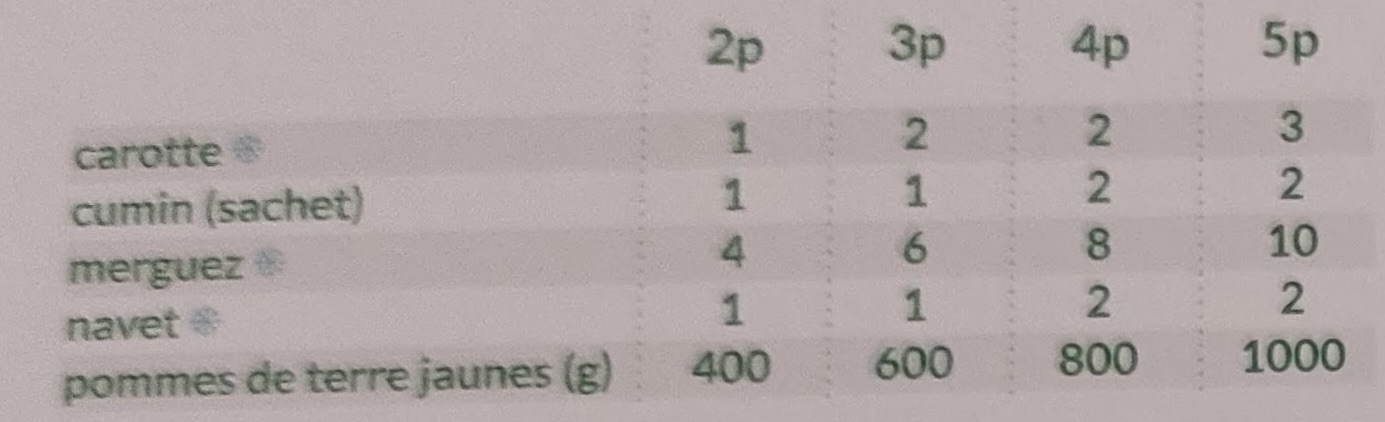 2p 3p 4p 5p
carotte 1 2 2 3
cumin (sachet) 1 1 2 2
merguez 4 6 8 10
navet 1 1 2 2
pommes de terre jaunes (g) 400 600 800 1000